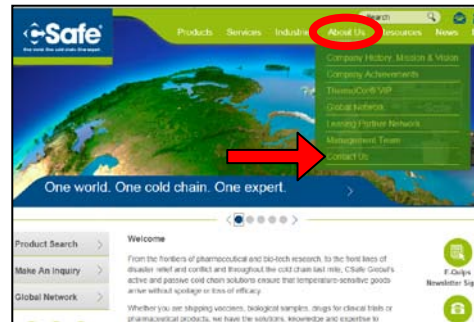 CSafe
One world. One cold chain. One expert.
Search
Products Services Industries About Us Resources News
Company History, Mission & Vision
Company Achievements
ThermoCor® VIP
Global Network
Leasing Partner Network
Management Team
Contact Us
One world. One cold chain. One expert.
Product Search
Make An Inquiry
Global Network
Welcome
From the frontiers of pharmaceutical and bio-tech research, to the front lines of
disaster relief and conflict and throughout the cold chain last mile, CSafe Global's
active and passive cold chain solutions ensure that temperature-sensitive goods
arrive without spoilage or loss of efficacy.
Whether you are shipping vaccines, biological samples, drugs for clinical trials or
pharmaceutical products, we have the solutions, knowledge and expertise to
Newsletter Sig